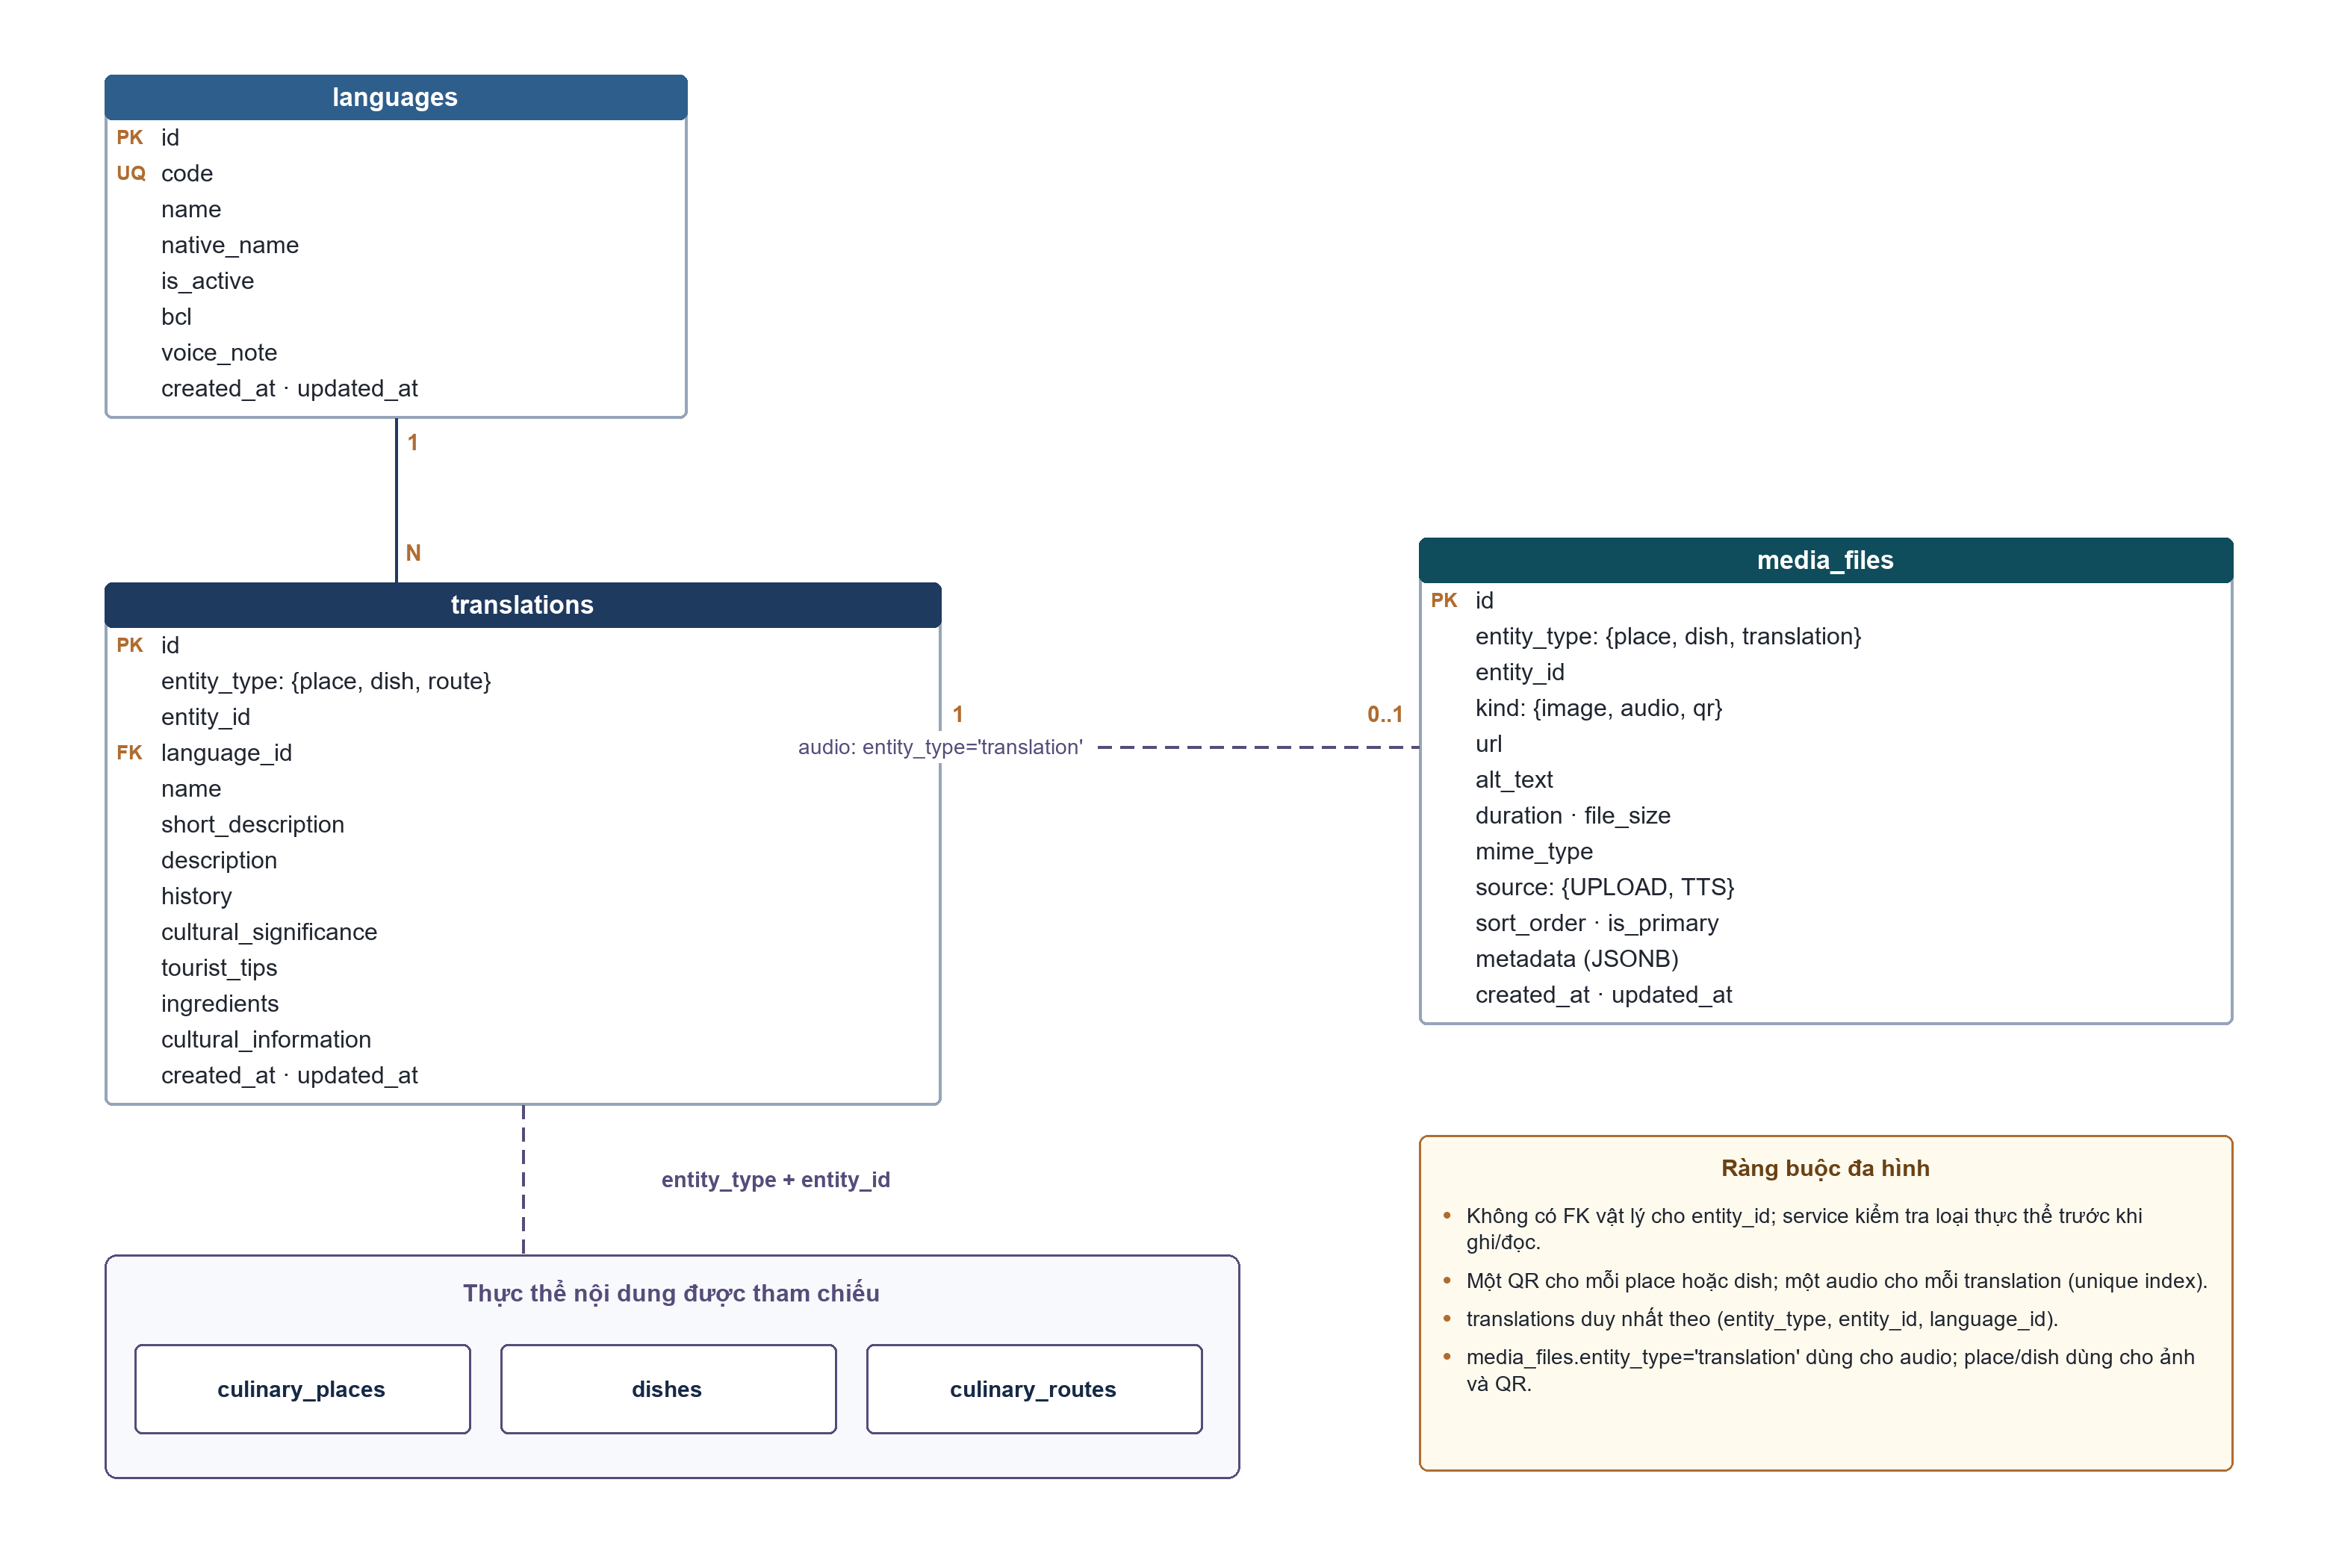 languages
PK id
UQ code
name
native_name
is_active
bcl
voice_note
created_at · updated_at
1
N
translations
PK id
entity_type: {place, dish, route}
entity_id
FK language_id
name
short_description
description
history
cultural_significance
tourist_tips
ingredients
cultural_information
created_at · updated_at
1
0..1
audio: entity_type='translation'
media_files
PK id
entity_type: {place, dish, translation}
entity_id
kind: {image, audio, qr}
url
alt_text
duration · file_size
mime_type
source: {UPLOAD, TTS}
sort_order · is_primary
metadata (JSONB)
created_at · updated_at
entity_type + entity_id
Thực thể nội dung được tham chiếu
culinary_places
dishes
culinary_routes
Ràng buộc đa hình
• Không có FK vật lý cho entity_id; service kiểm tra loại thực thể trước khi
ghi/đọc.
• Một QR cho mỗi place hoặc dish; một audio cho mỗi translation (unique index).
• translations duy nhất theo (entity_type, entity_id, language_id).
• media_files.entity_type='translation' dùng cho audio; place/dish dùng cho ảnh
và QR.